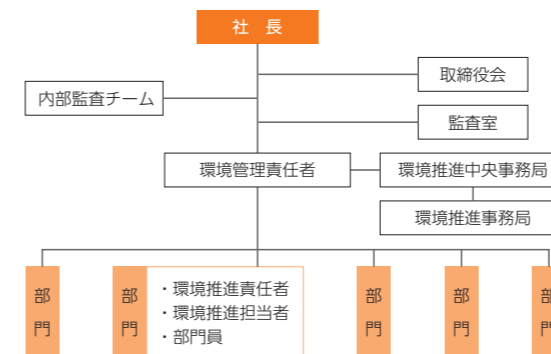 社 長
取締役会
内部監査チーム
監査室
環境管理責任者
環境推進中央事務局
環境推進事務局
部門
部門
・環境推進責任者
・環境推進担当者
・部門員
部門
部門
部門